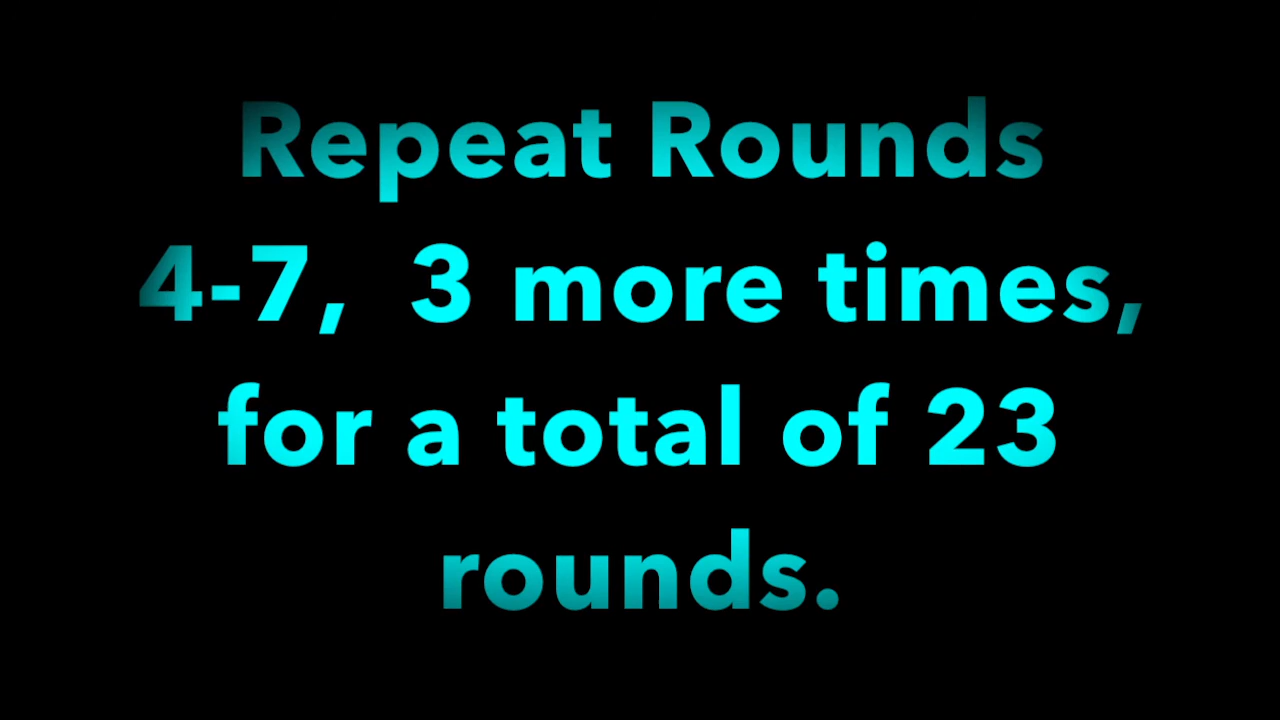 Repeat Rounds
4-7,  3 more times,
for a total of 23
rounds.